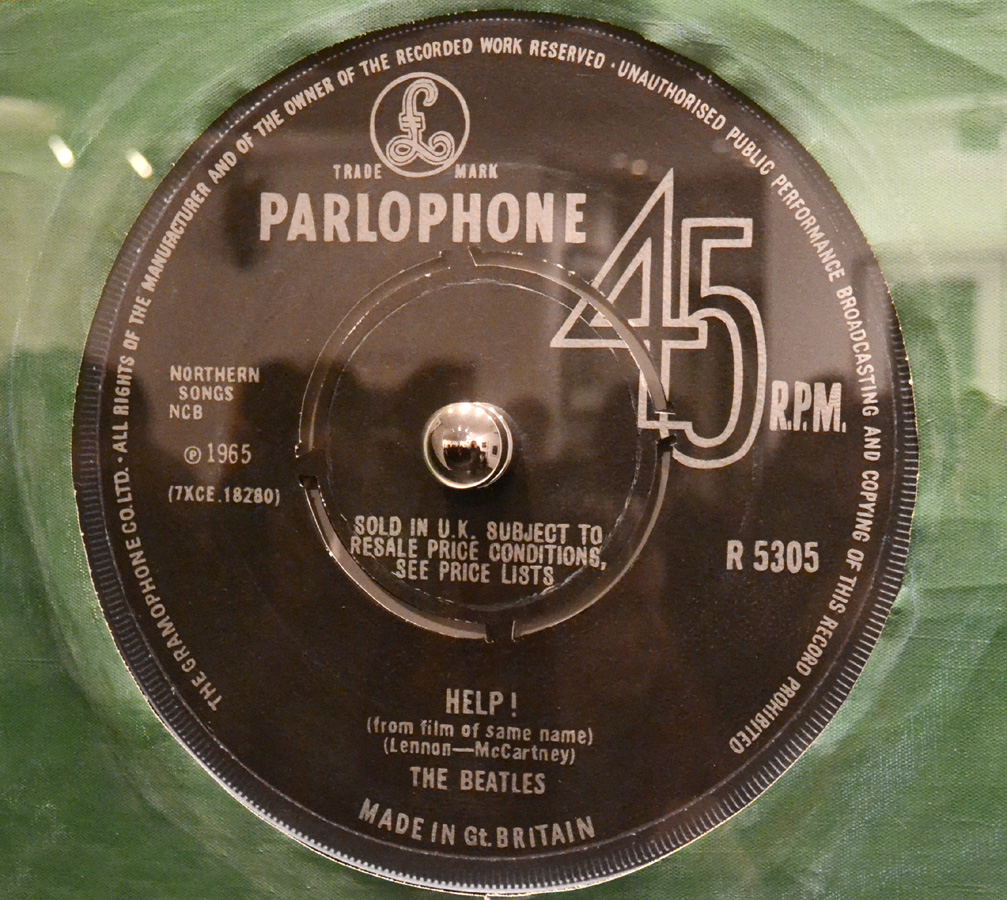 THE GRAMOPHONE CO. LTD. · ALL RIGHTS OF THE MANUFACTURER AND OF THE OWNER OF THE RECORDED WORK RESERVED · UNAUTHORISED PUBLIC PERFORMANCE BROADCASTING AND COPYING OF THIS RECORD PROHIBITED
£
TRADE MARK
PARLOPHONE
45
R.P.M.
NORTHERN
SONGS
NCB
℗ 1965
(7XCE.18280)
SOLD IN U.K. SUBJECT TO
RESALE PRICE CONDITIONS,
SEE PRICE LISTS
R 5305
HELP!
(from film of same name)
(Lennon—McCartney)
THE BEATLES
MADE IN Gt. BRITAIN